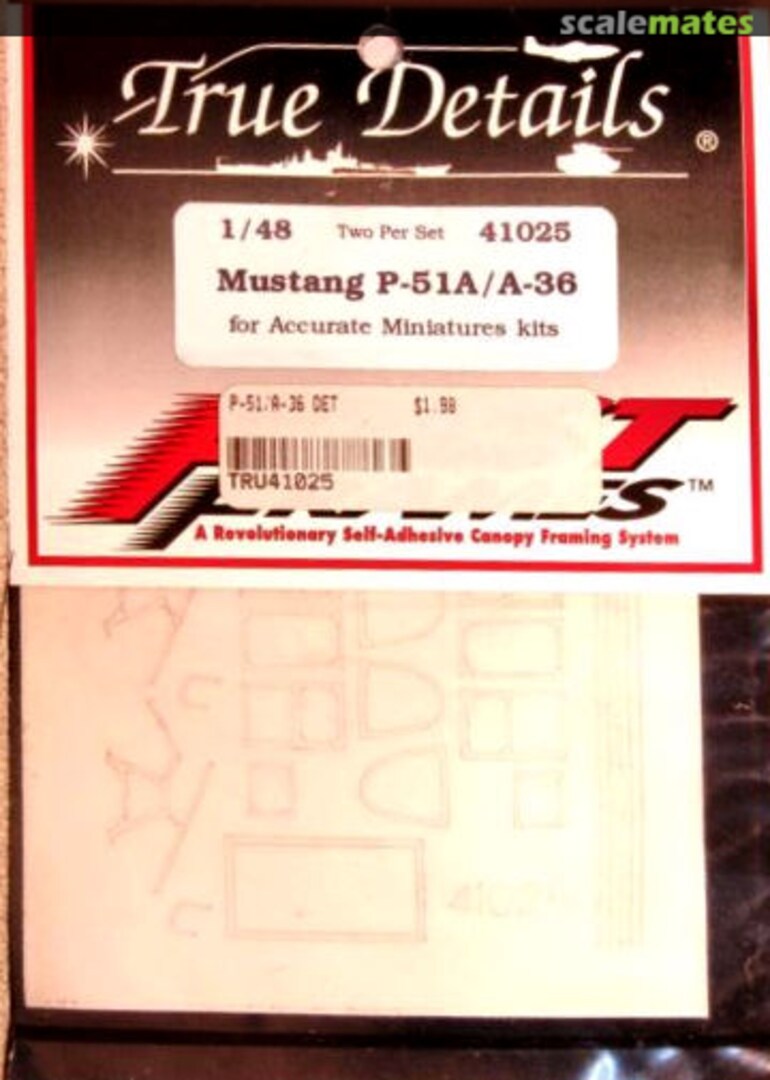 scalemates
True Details ®
1/48 Two Per Set 41025
Mustang P-51A/A-36
for Accurate Miniatures kits
P-51/A-36 DET $1.98
TRU41025
TM
A Revolutionary Self-Adhesive Canopy Framing System